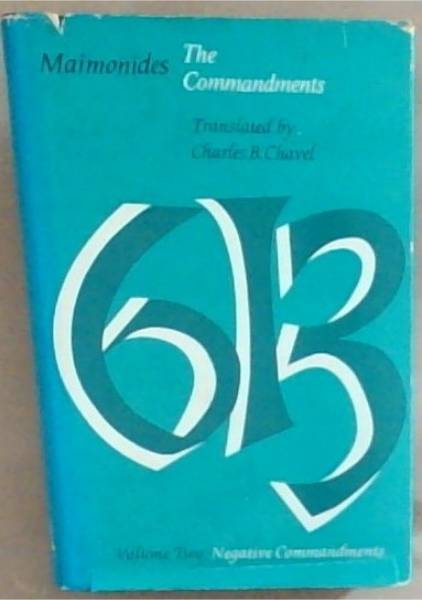 Maimonides The
Commandments
Translated by
Charles B. Chavel
613
Volume Two: Negative Commandments